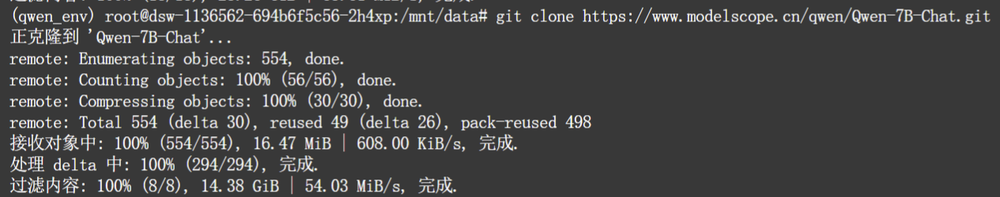 (qwen_env) root@dsw-1136562-694b6f5c56-2h4xp:/mnt/data# git clone https://www.modelscope.cn/qwen/Qwen-7B-Chat.git
正克隆到 'Qwen-7B-Chat'...
remote: Enumerating objects: 554, done.
remote: Counting objects: 100% (56/56), done.
remote: Compressing objects: 100% (30/30), done.
remote: Total 554 (delta 30), reused 49 (delta 26), pack-reused 498
接收对象中: 100% (554/554), 16.47 MiB | 608.00 KiB/s, 完成.
处理 delta 中: 100% (294/294), 完成.
过滤内容: 100% (8/8), 14.38 GiB | 54.03 MiB/s, 完成.